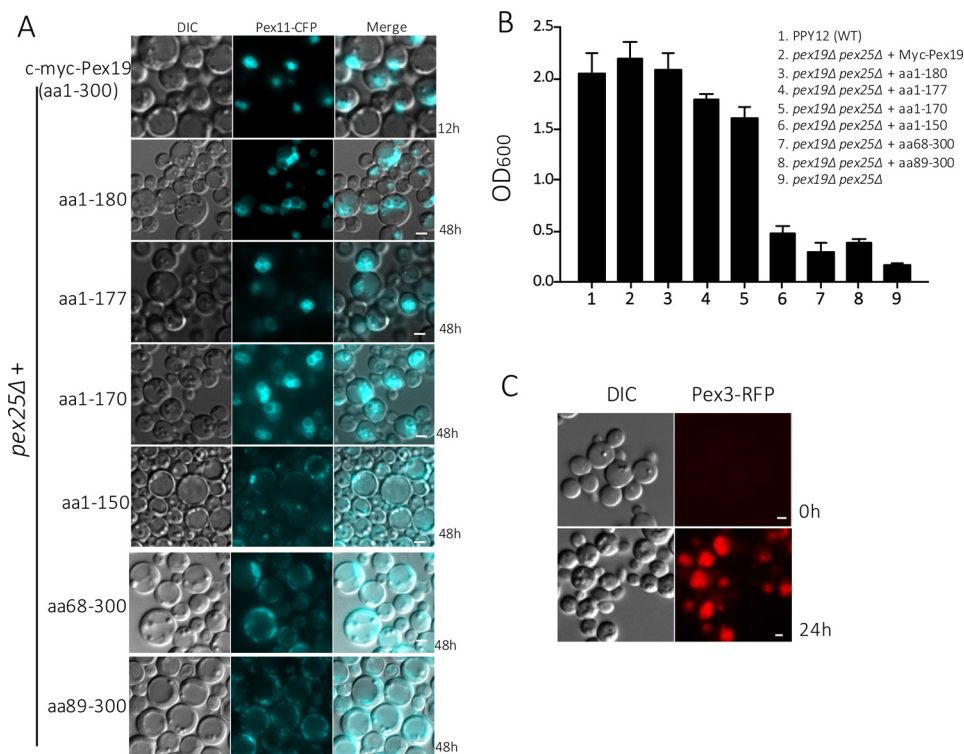 A
DIC
Pex11-CFP
Merge
c-myc-Pex19
(aa1-300)
12h
aa1-180
48h
aa1-177
48h
aa1-170
48h
aa1-150
48h
aa68-300
48h
aa89-300
48h
pex25Δ +
B
OD600
2.5
2.0
1.5
1.0
0.5
0.0
1 2 3 4 5 6 7 8 9
1. PPY12 (WT)
2. pex19Δ pex25Δ + Myc-Pex19
3. pex19Δ pex25Δ + aa1-180
4. pex19Δ pex25Δ + aa1-177
5. pex19Δ pex25Δ + aa1-170
6. pex19Δ pex25Δ + aa1-150
7. pex19Δ pex25Δ + aa68-300
8. pex19Δ pex25Δ + aa89-300
9. pex19Δ pex25Δ
C
DIC
Pex3-RFP
0h
24h